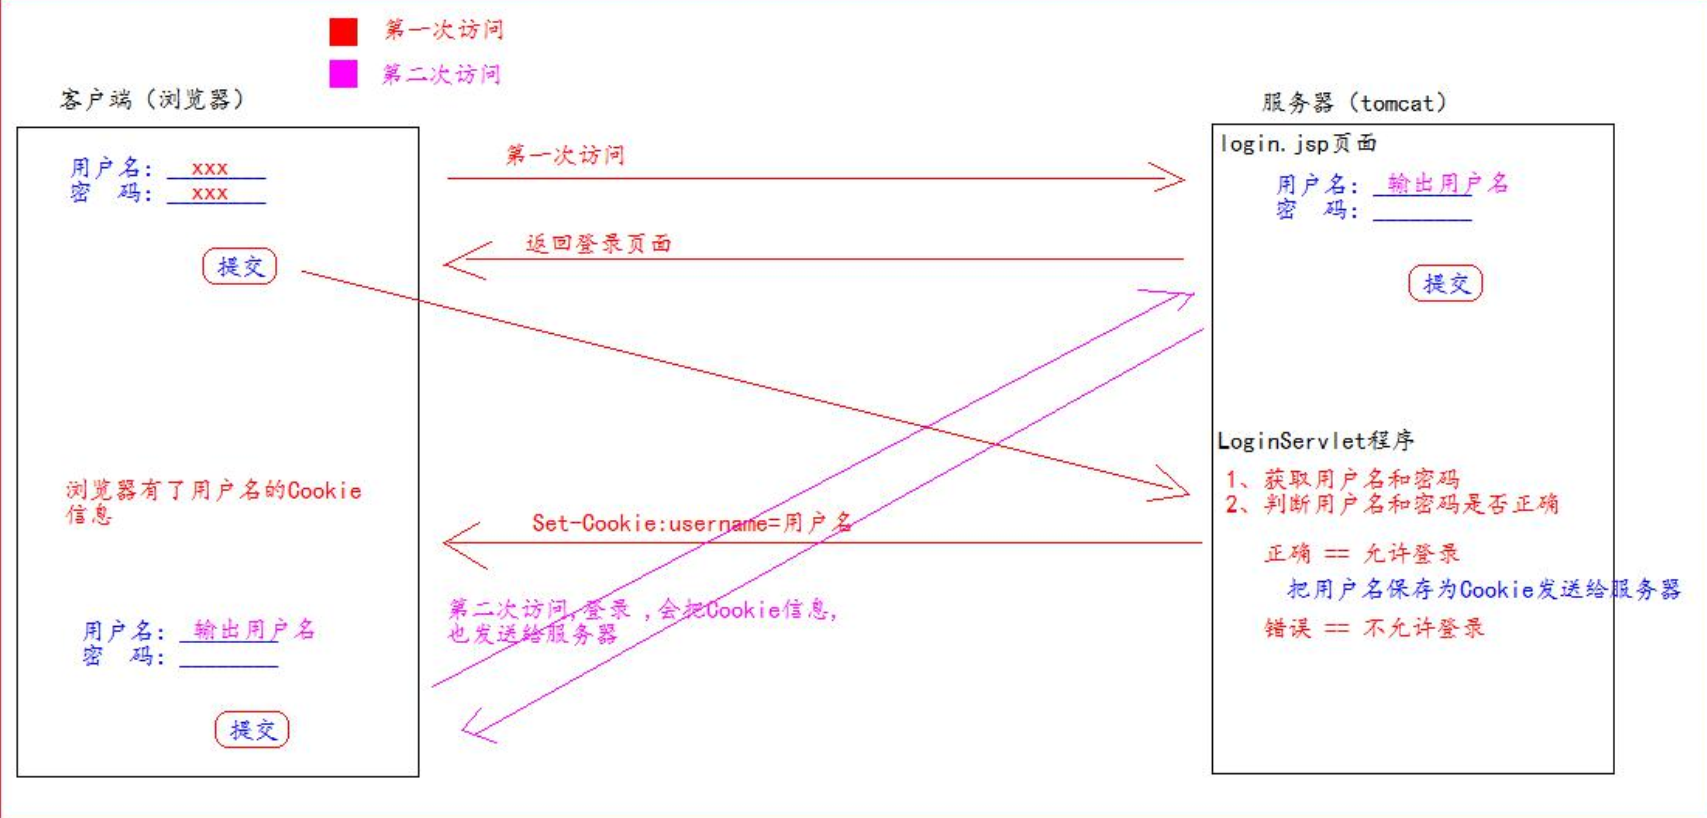 第一次访问
第二次访问
客户端（浏览器）
用户名: xxx
密 码: xxx
提交
浏览器有了用户名的Cookie
信息
用户名: 输出用户名
密 码:
提交
第一次访问
返回登录页面
Set-Cookie:username=用户名
第二次访问,登录 ,会把Cookie信息,
也发送给服务器
服务器（tomcat）
login.jsp页面
用户名: 输出用户名
密 码:
提交
LoginServlet程序
1、获取用户名和密码
2、判断用户名和密码是否正确
正确 == 允许登录
把用户名保存为Cookie发送给服务器
错误 == 不允许登录